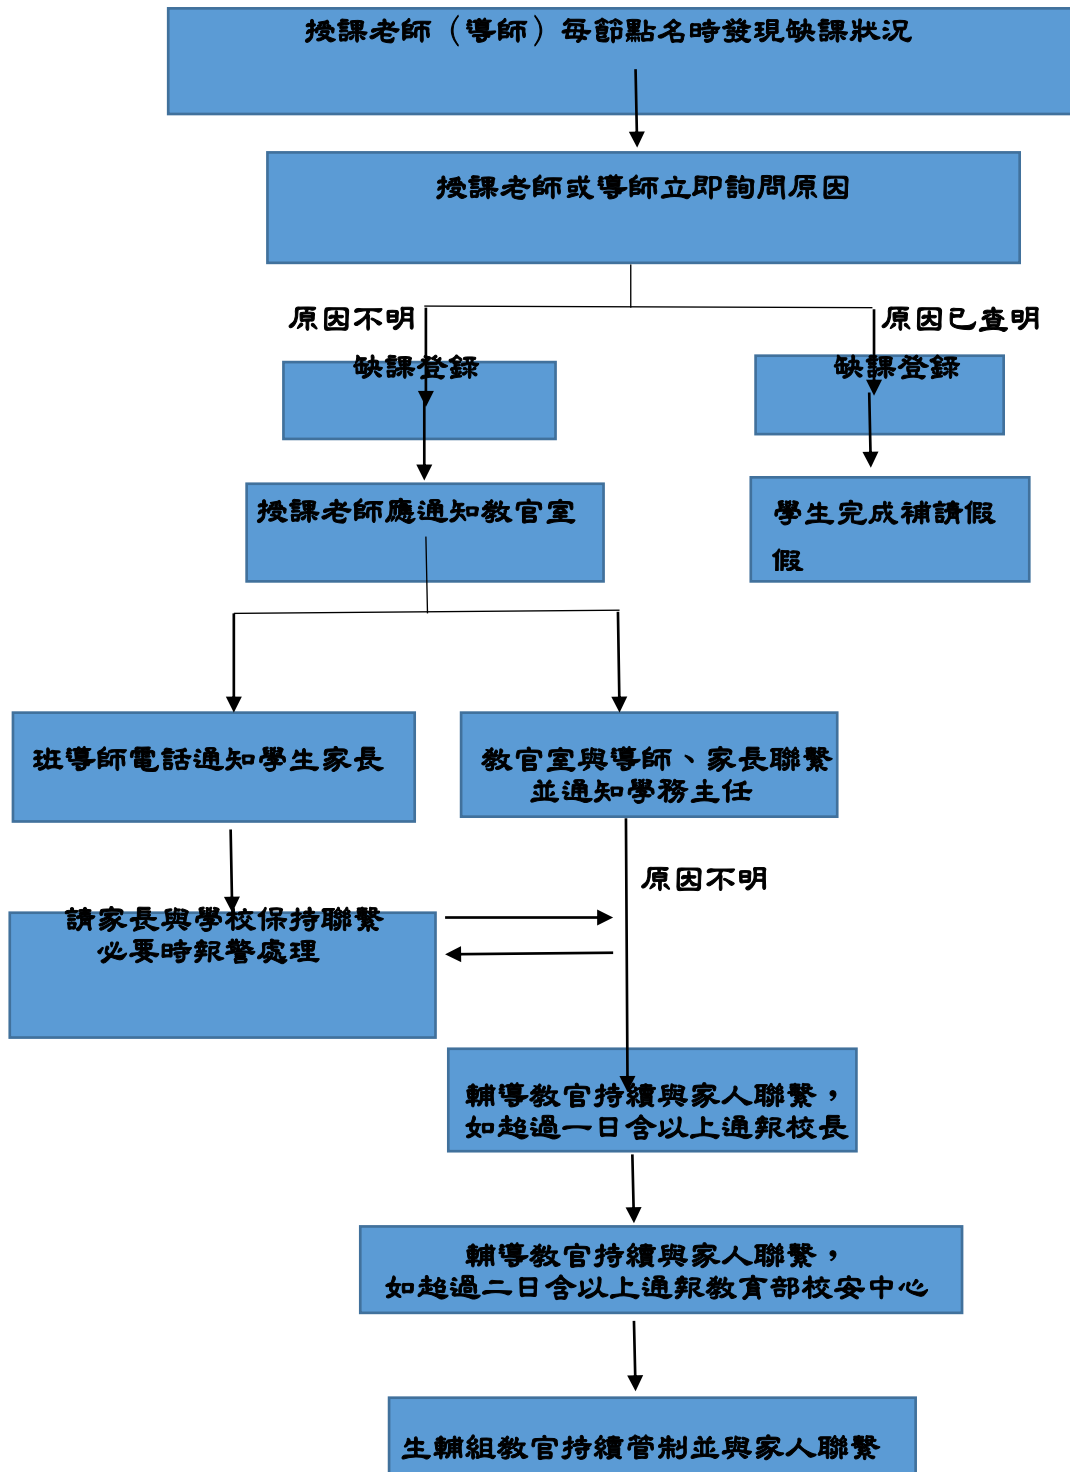 授課老師（導師）每節點名時發現缺課狀況
授課老師或導師立即詢問原因
原因不明
原因已查明
缺課登錄
缺課登錄
授課老師應通知教官室
學生完成補請假
假
班導師電話通知學生家長
教官室與導師、家長聯繫
並通知學務主任
原因不明
請家長與學校保持聯繫
必要時報警處理
輔導教官持續與家人聯繫，
如超過一日含以上通報校長
輔導教官持續與家人聯繫，
如超過二日含以上通報教育部校安中心
生輔組教官持續管制並與家人聯繫